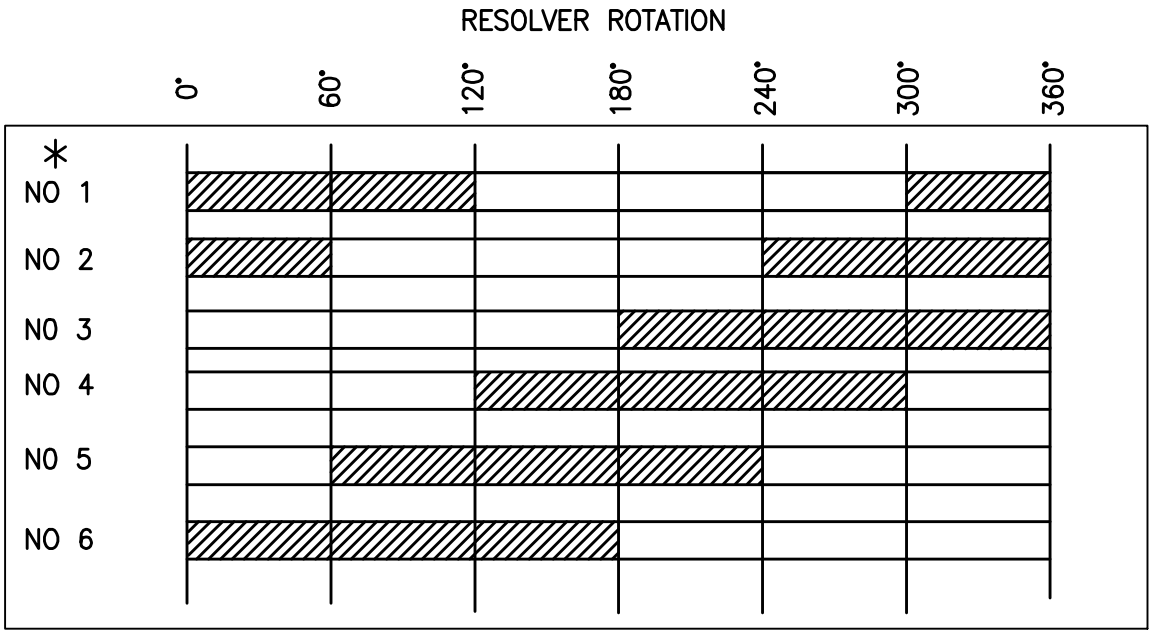 RESOLVER ROTATION
0° 60° 120° 180° 240° 300° 360°
*
NO 1
NO 2
NO 3
NO 4
NO 5
NO 6